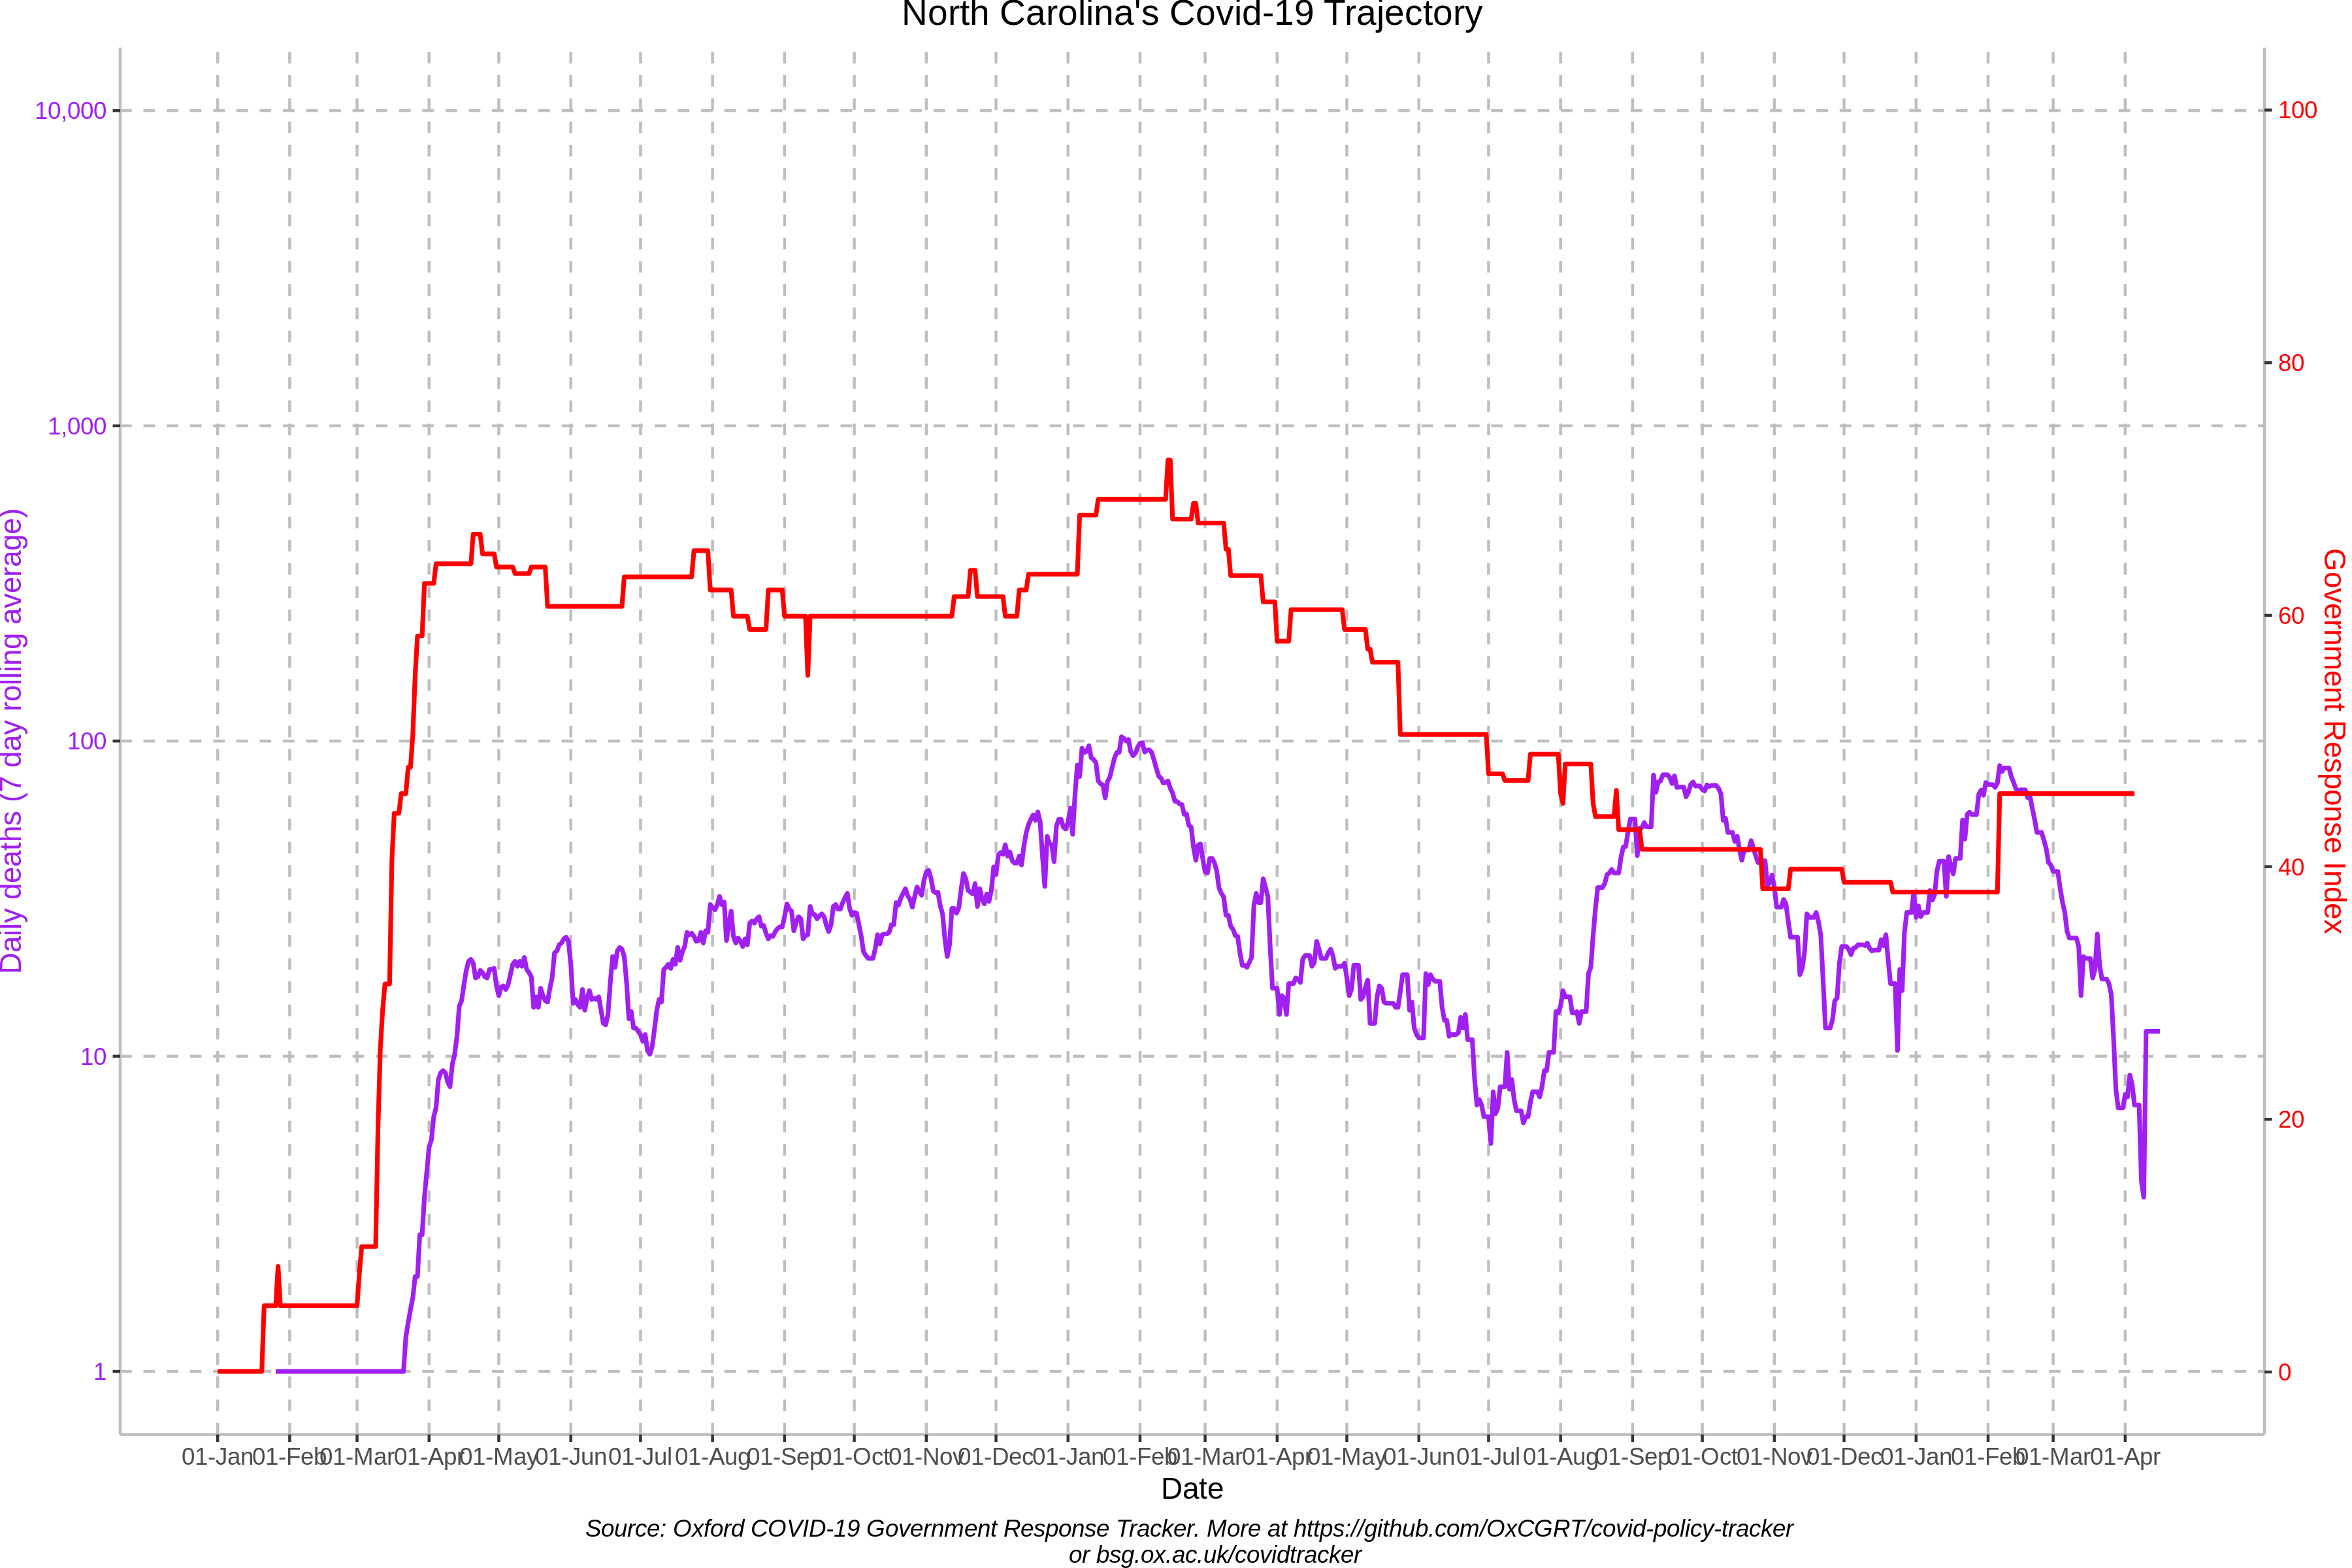 North Carolina's Covid-19 Trajectory
10,000
1,000
100
10
1
Daily deaths (7 day rolling average)
100
80
60
40
20
0
Government Response Index
01-Jan 01-Feb 01-Mar 01-Apr 01-May 01-Jun 01-Jul 01-Aug 01-Sep 01-Oct 01-Nov 01-Dec 01-Jan 01-Feb 01-Mar 01-Apr 01-May 01-Jun 01-Jul 01-Aug 01-Sep 01-Oct 01-Nov 01-Dec 01-Jan 01-Feb 01-Mar 01-Apr
Date
Source: Oxford COVID-19 Government Response Tracker. More at https://github.com/OxCGRT/covid-policy-tracker
or bsg.ox.ac.uk/covidtracker